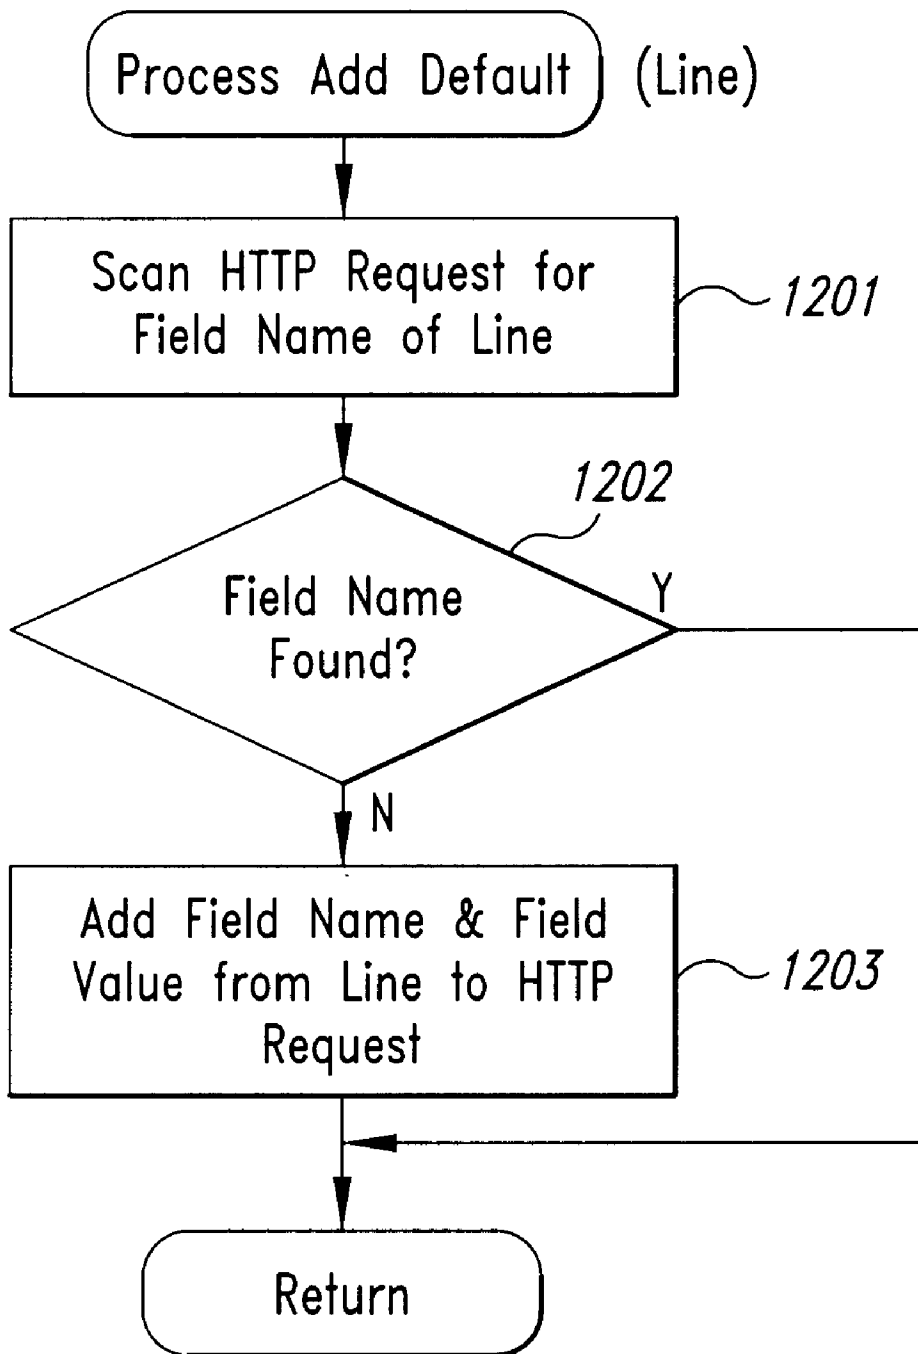 Process Add Default (Line)
Scan HTTP Request for
Field Name of Line
1201
1202
Field Name
Found?
Y
N
Add Field Name & Field
Value from Line to HTTP
Request
1203
Return